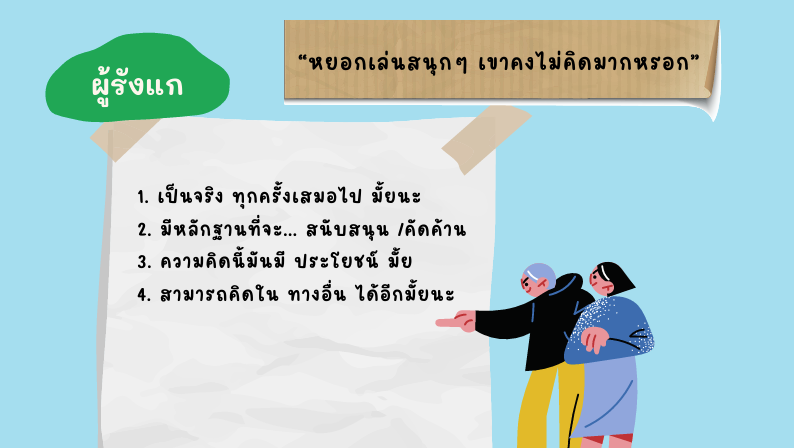 ผู้รังแก
“หยอกเล่นสนุกๆ เขาคงไม่คิดมากหรอก”
1. เป็นจริง ทุกครั้งเสมอไป มั้ยนะ
2. มีหลักฐานที่จะ... สนับสนุน /คัดค้าน
3. ความคิดนี้มันมี ประโยชน์ มั้ย
4. สามารถคิดใน ทางอื่น ได้อีกมั้ยนะ